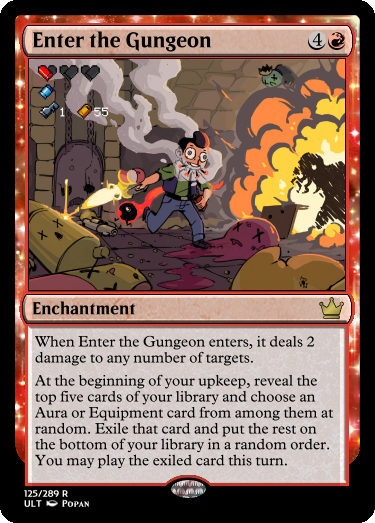 Enter the Gungeon 4
1 55
Enchantment
When Enter the Gungeon enters, it deals 2
damage to any number of targets.
At the beginning of your upkeep, reveal the
top five cards of your library and choose an
Aura or Equipment card from among them at
random. Exile that card and put the rest on
the bottom of your library in a random order.
You may play the exiled card this turn.
125/289 R
ULT Popan